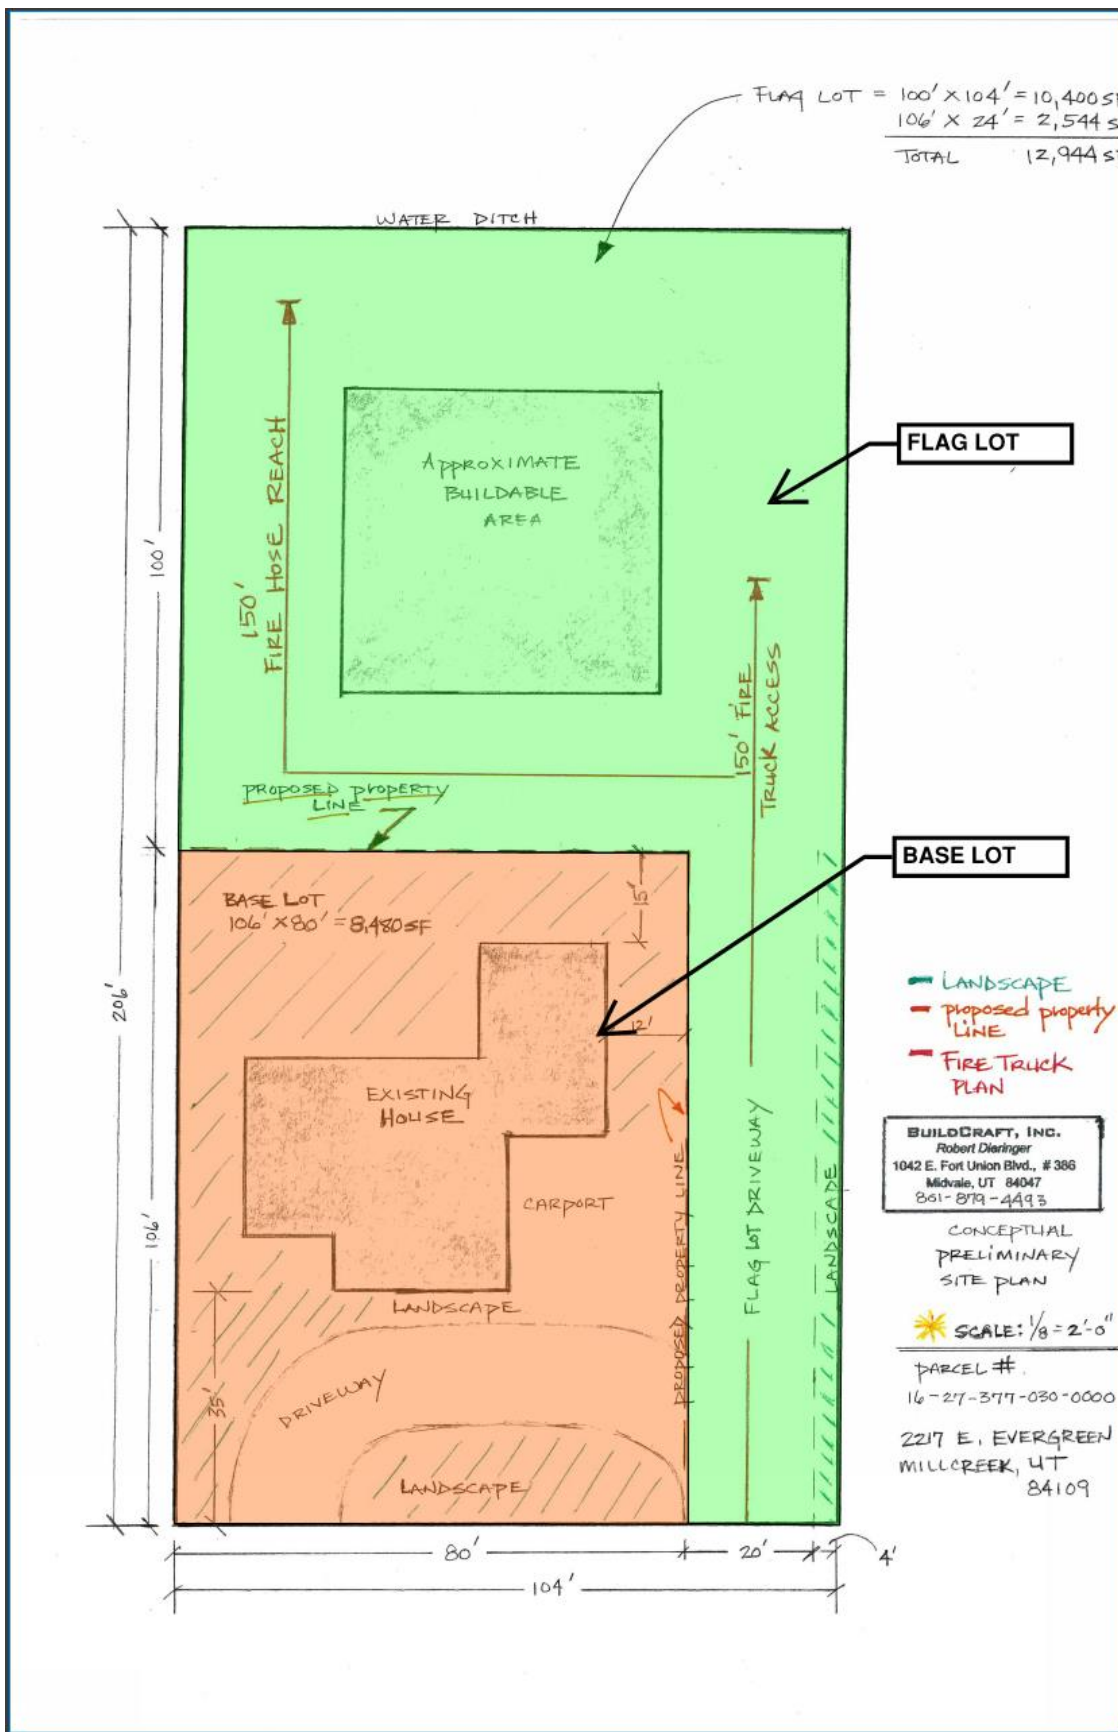 FLAG LOT = 100' X 104' = 10,400 SF
106' X 24' = 2,544 S
TOTAL 12,944 SF
WATER DITCH
FLAG LOT
APPROXIMATE
BUILDABLE
AREA
150'
FIRE HOSE REACH
100'
150' FIRE
TRUCK ACCESS
PROPOSED PROPERTY
LINE
BASE LOT
BASE LOT
106' X 80' = 8,480 SF
15'
206'
12'
LANDSCAPE
proposed property
LINE
FIRE TRUCK
PLAN
EXISTING
HOUSE
BUILDCRAFT, INC.
Robert Dieringer
1042 E. Fort Union Blvd., # 386
Midvale, UT 84047
801-879-4493
CARPORT
106'
PROPOSED PROPERTY LINE
FLAG LOT DRIVEWAY
LANDSCAPE
CONCEPTUAL
PRELIMINARY
SITE PLAN
LANDSCAPE
SCALE: 1/8 = 2'-0"
35'
DRIVEWAY
PARCEL #
16-27-377-030-0000
2217 E. EVERGREEN
MILLCREEK, UT
84109
LANDSCAPE
80'
20'
4'
104'